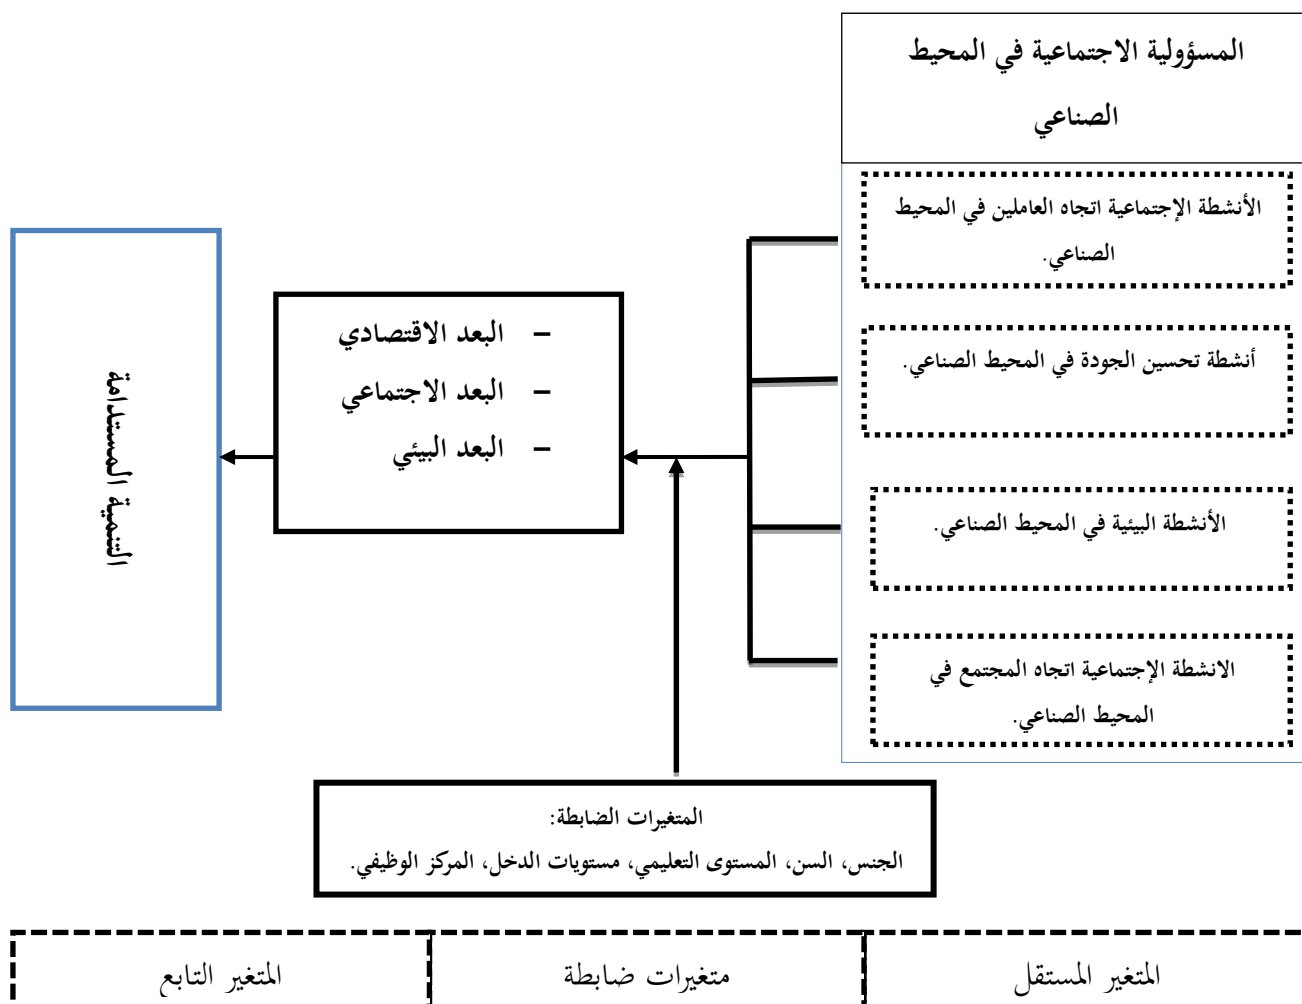 المسؤولية الاجتماعية في المحيط
الصناعي
الأنشطة الإجتماعية اتجاه العاملين في المحيط
الصناعي.
أنشطة تحسين الجودة في المحيط الصناعي.
الأنشطة البيئية في المحيط الصناعي.
الانشطة الإجتماعية اتجاه المجتمع في
المحيط الصناعي.
– البعد الاقتصادي
– البعد الاجتماعي
– البعد البيئي
التنمية المستدامة
المتغيرات الضابطة:
الجنس، السن، المستوى التعليمي، مستويات الدخل، المركز الوظيفي.
المتغير المستقل
متغيرات ضابطة
المتغير التابع